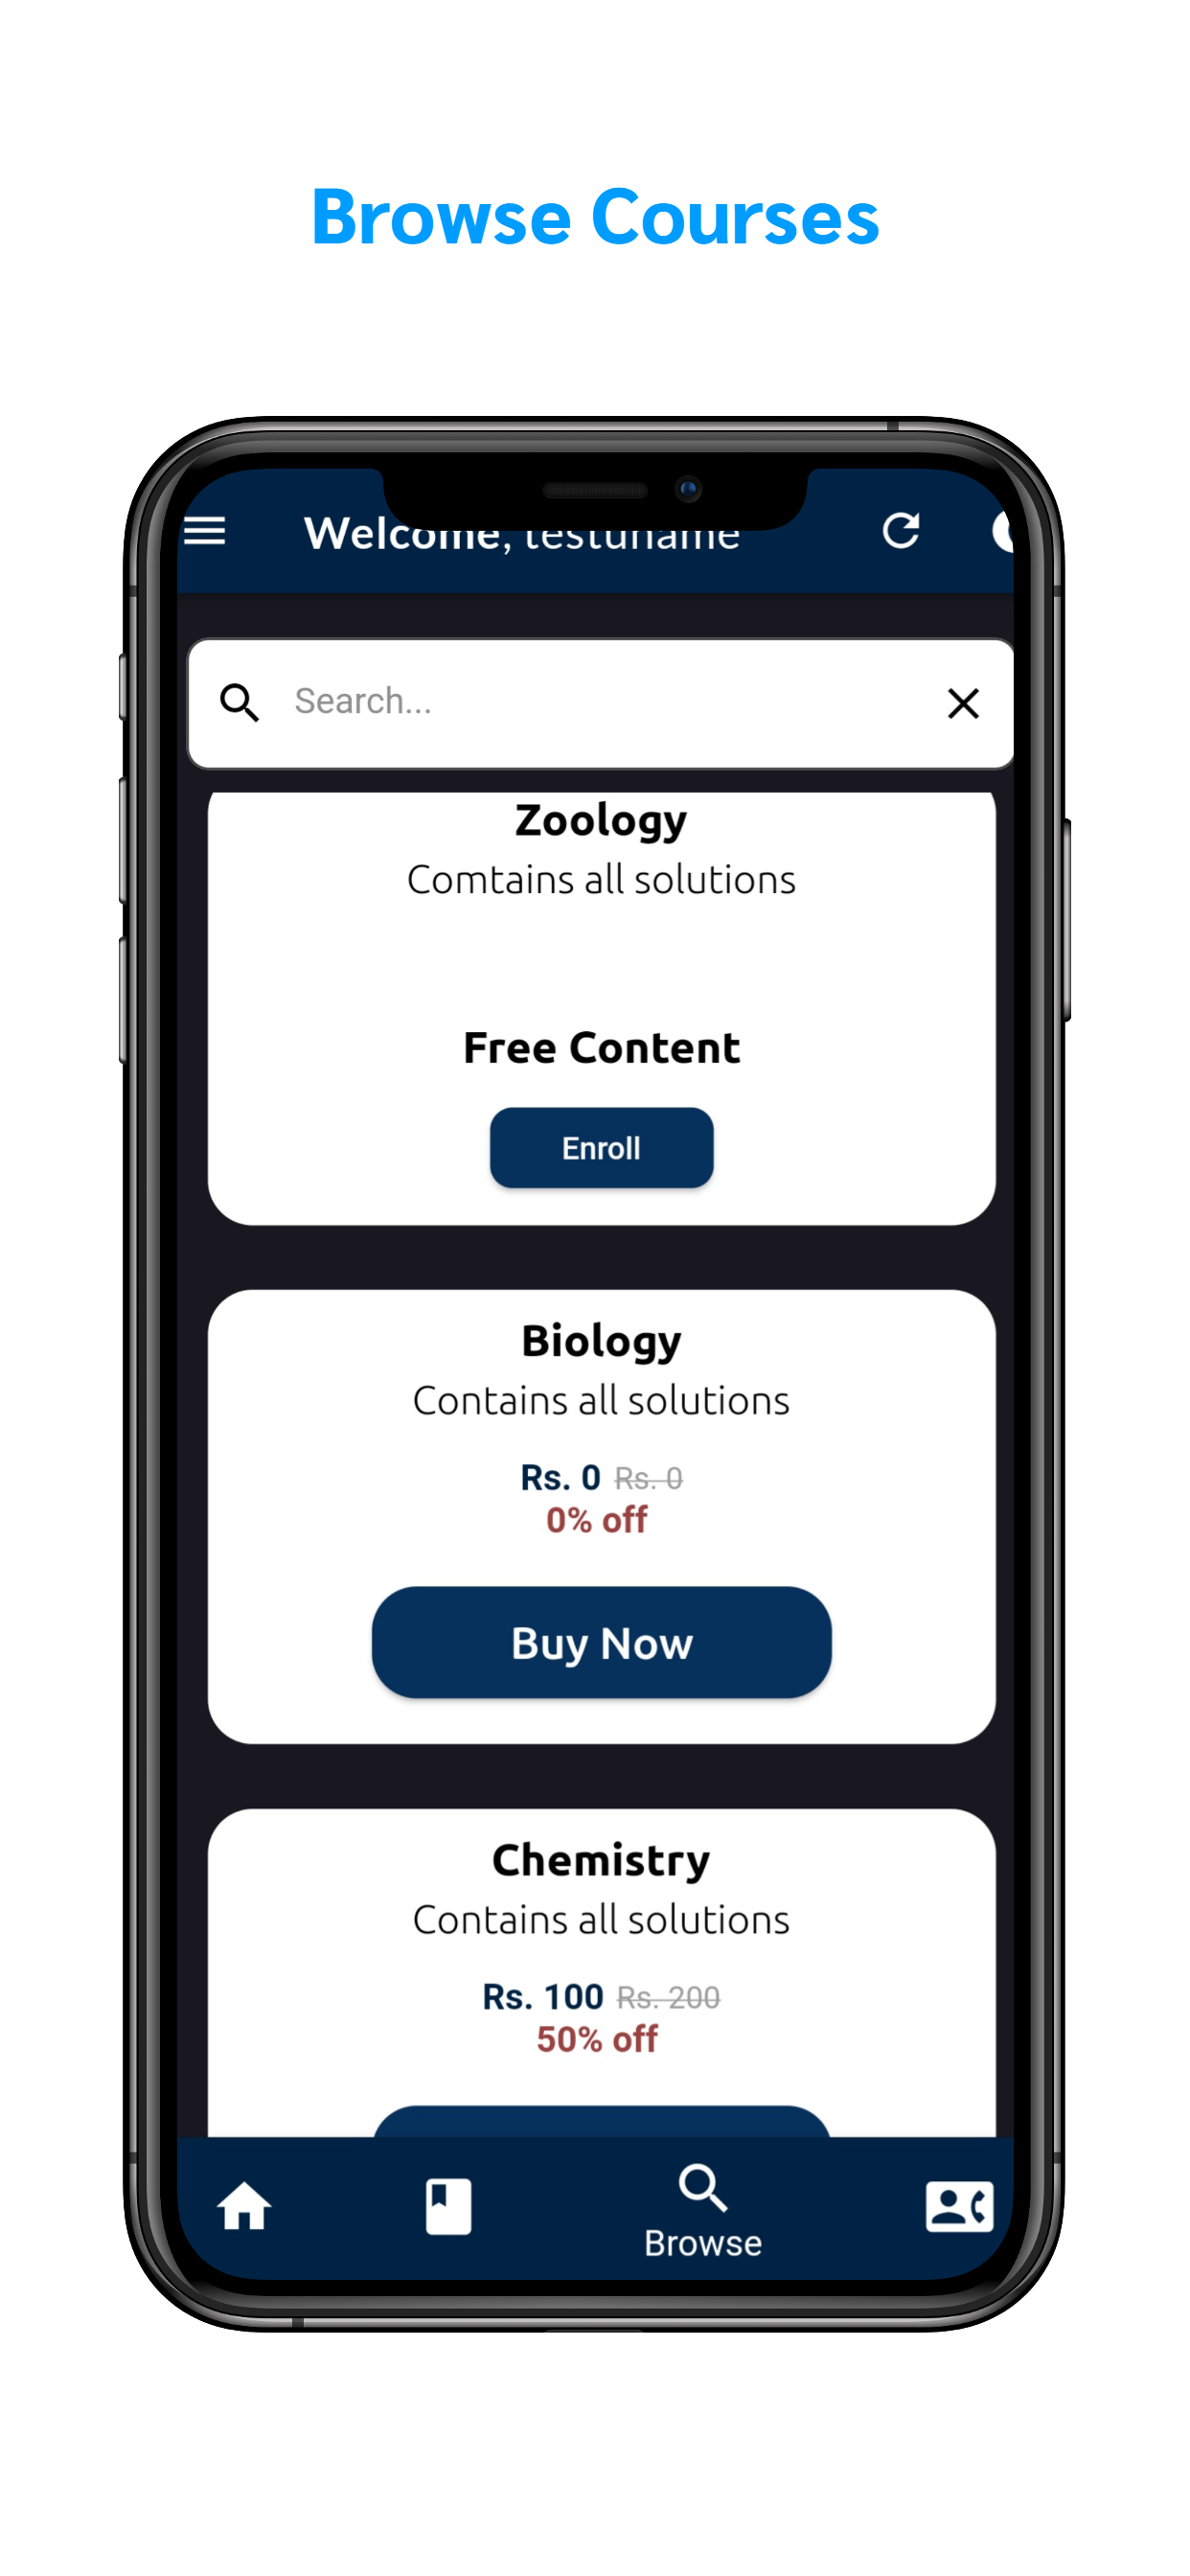 Browse Courses
Welcome, testuname
Search...
Zoology
Comtains all solutions
Free Content
Enroll
Biology
Contains all solutions
Rs. 0 Rs. 0
0% off
Buy Now
Chemistry
Contains all solutions
Rs. 100 Rs. 200
50% off
Browse